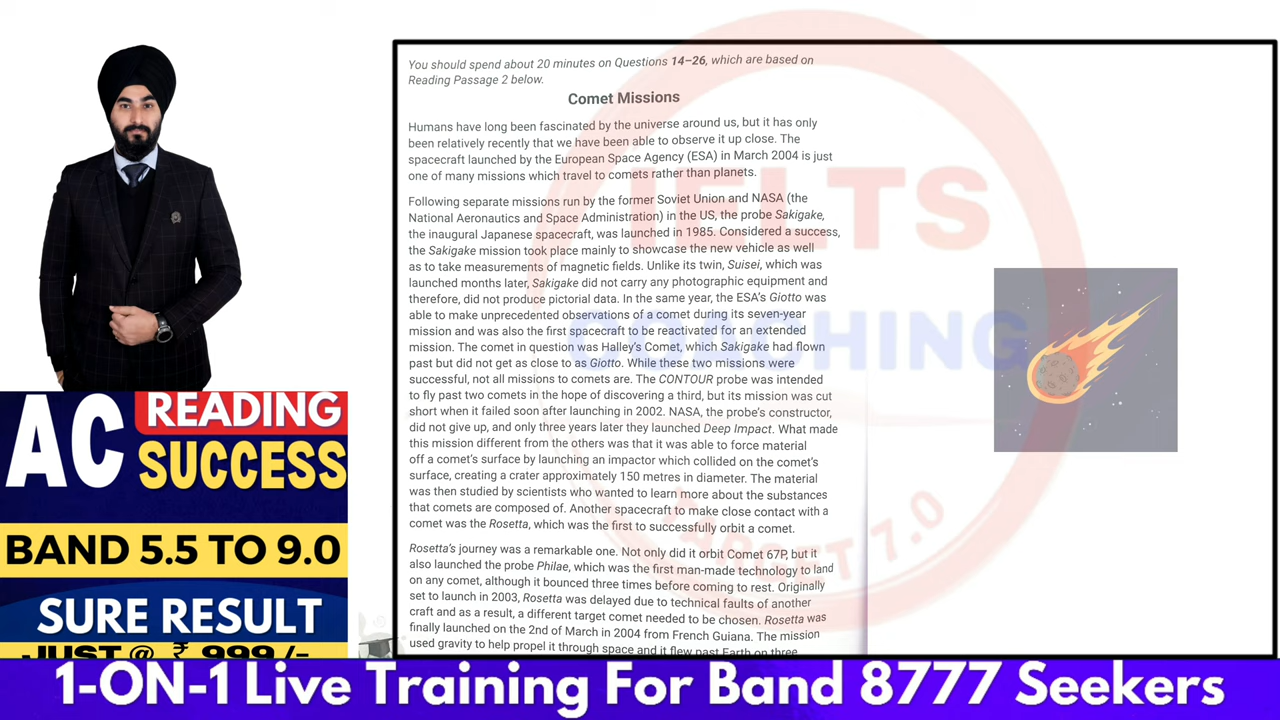 You should spend about 20 minutes on Questions 14–26, which are based on
Reading Passage 2 below.
Comet Missions
Humans have long been fascinated by the universe around us, but it has only
been relatively recently that we have been able to observe it up close. The
spacecraft launched by the European Space Agency (ESA) in March 2004 is just
one of many missions which travel to comets rather than planets.
Following separate missions run by the former Soviet Union and NASA (the
National Aeronautics and Space Administration) in the US, the probe Sakigake,
the inaugural Japanese spacecraft, was launched in 1985. Considered a success,
the Sakigake mission took place mainly to showcase the new vehicle as well
as to take measurements of magnetic fields. Unlike its twin, Suisei, which was
launched months later, Sakigake did not carry any photographic equipment and
therefore, did not produce pictorial data. In the same year, the ESA's Giotto was
able to make unprecedented observations of a comet during its seven-year
mission and was also the first spacecraft to be reactivated for an extended
mission. The comet in question was Halley's Comet, which Sakigake had flown
past but did not get as close to as Giotto. While these two missions were
successful, not all missions to comets are. The CONTOUR probe was intended
to fly past two comets in the hope of discovering a third, but its mission was cut
short when it failed soon after launching in 2002. NASA, the probe's constructor,
did not give up, and only three years later they launched Deep Impact. What made
this mission different from the others was that it was able to force material
off a comet's surface by launching an impactor which collided on the comet's
surface, creating a crater approximately 150 metres in diameter. The material
was then studied by scientists who wanted to learn more about the substances
that comets are composed of. Another spacecraft to make close contact with a
comet was the Rosetta, which was the first to successfully orbit a comet.
Rosetta's journey was a remarkable one. Not only did it orbit Comet 67P, but it
also launched the probe Philae, which was the first man-made technology to land
on any comet, although it bounced three times before coming to rest. Originally
set to launch in 2003, Rosetta was delayed due to technical faults of another
craft and as a result, a different target comet needed to be chosen. Rosetta was
finally launched on the 2nd of March in 2004 from French Guiana. The mission
used gravity to help propel it through space and it flew past Earth on three
IELTS
COACHING
7.0
AC READING
SUCCESS
BAND 5.5 TO 9.0
SURE RESULT
JUST @ ₹ 999/-
1-ON-1 Live Training For Band 8777 Seekers